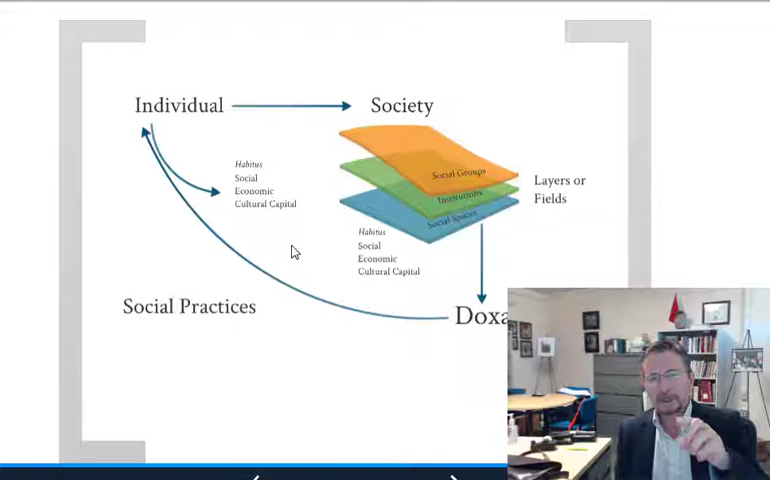 Individual
Society
Social Groups
Institutions
Social Spaces
Layers or
Fields
Habitus
Social
Economic
Cultural Capital
Habitus
Social
Economic
Cultural Capital
Social Practices
Doxa